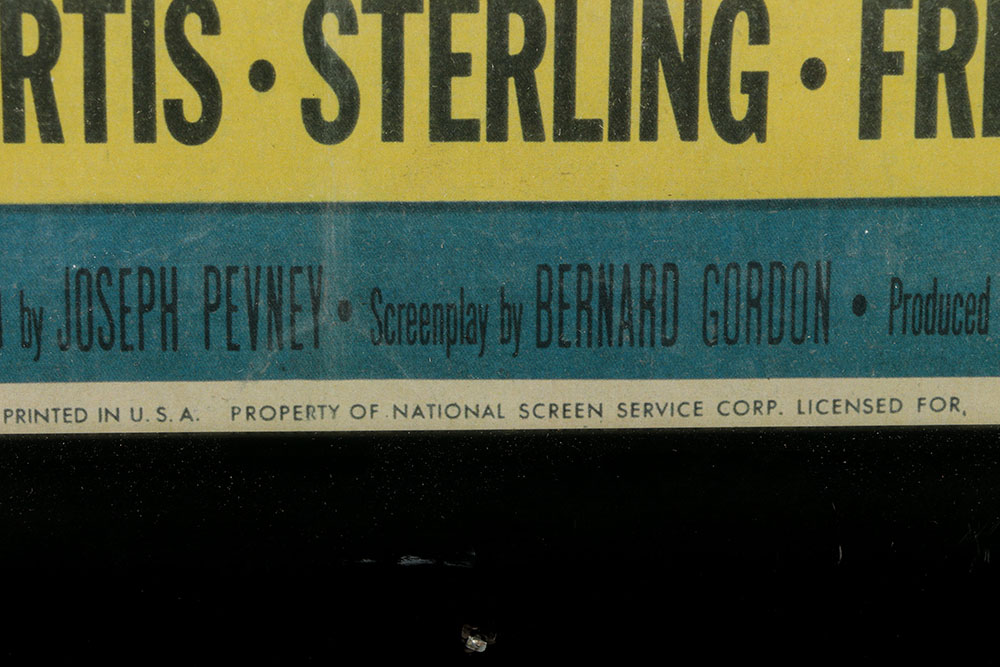 RTIS • STERLING • FRE
by JOSEPH PEVNEY • Screenplay by BERNARD GORDON • Produced
PRINTED IN U.S.A. PROPERTY OF NATIONAL SCREEN SERVICE CORP. LICENSED FOR,